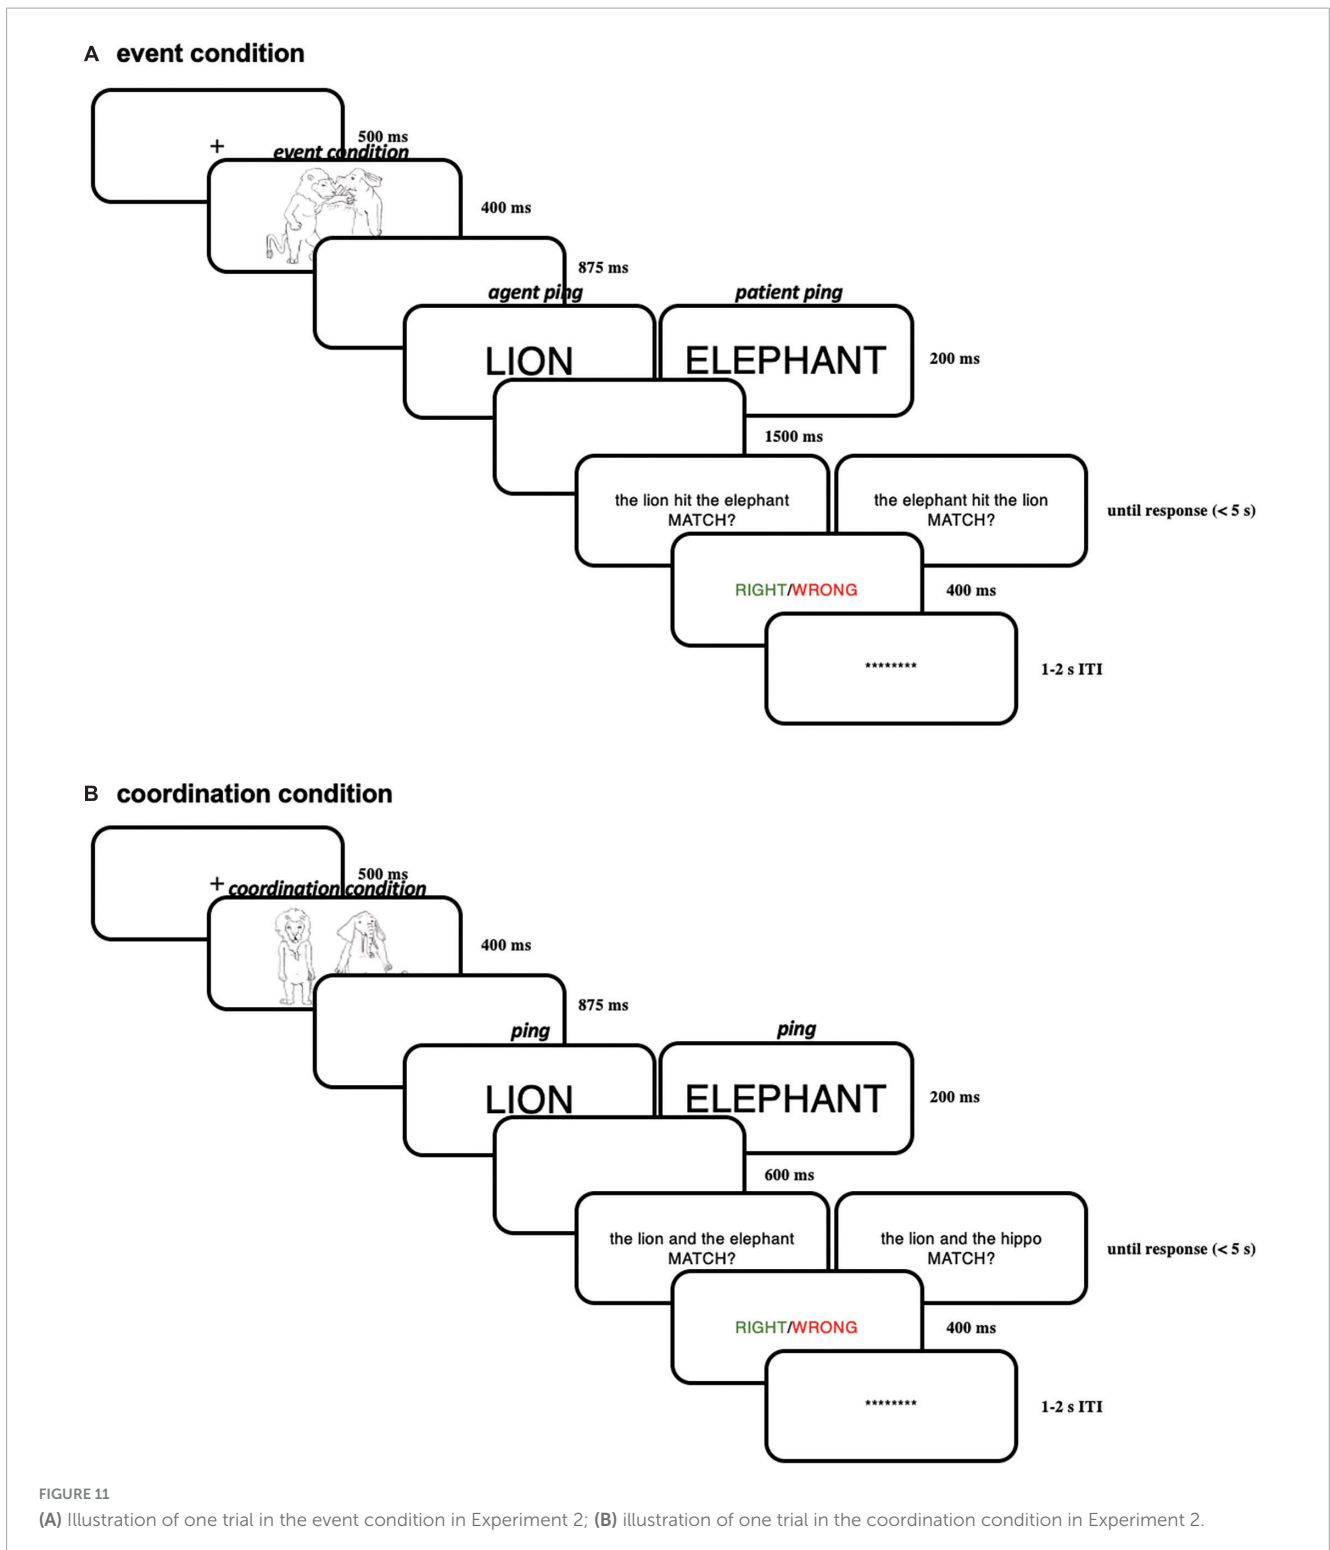 A event condition
+
500 ms
event condition
400 ms
875 ms
agent ping
patient ping
LION
ELEPHANT
200 ms
1500 ms
the lion hit the elephant
MATCH?
the elephant hit the lion
MATCH?
until response (< 5 s)
RIGHT/WRONG
400 ms
********
1-2 s ITI
B coordination condition
+
500 ms
coordination condition
400 ms
875 ms
ping
ping
LION
ELEPHANT
200 ms
600 ms
the lion and the elephant
MATCH?
the lion and the hippo
MATCH?
until response (< 5 s)
RIGHT/WRONG
400 ms
********
1-2 s ITI
FIGURE 11
(A) Illustration of one trial in the event condition in Experiment 2; (B) illustration of one trial in the coordination condition in Experiment 2.